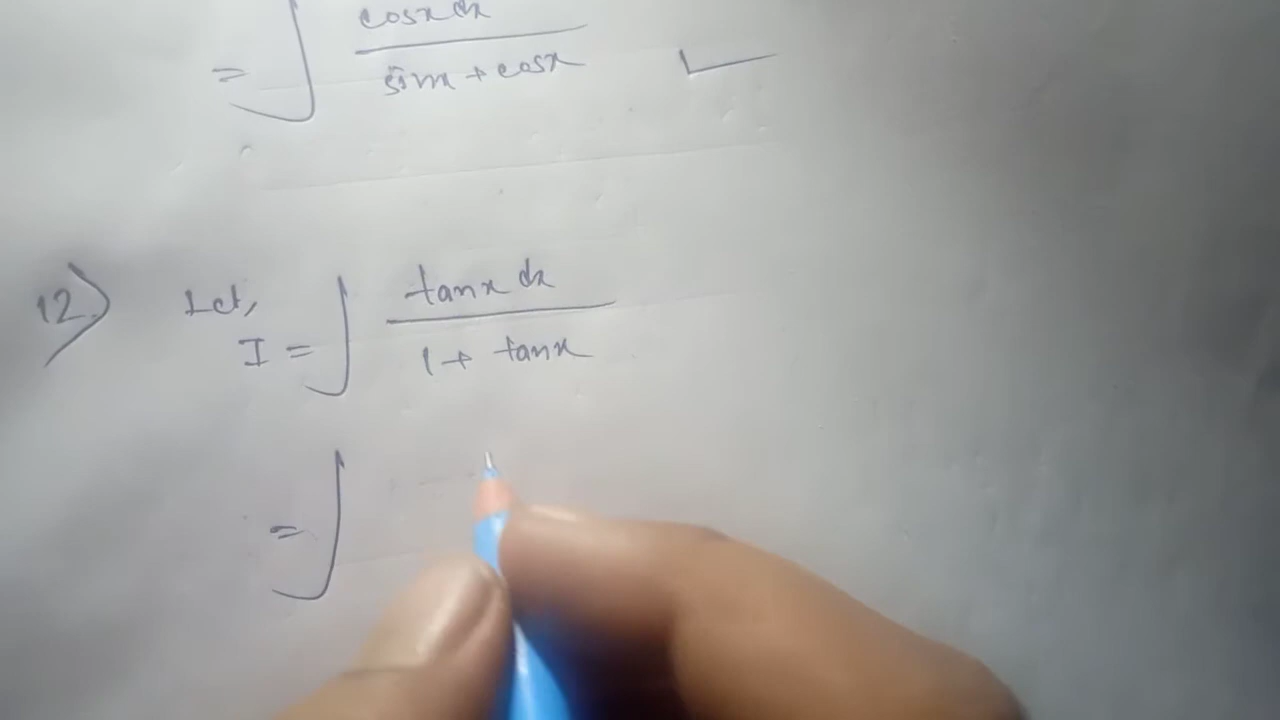 = ∫ cosx dx / sinx + cosx
12.) Let,
I = ∫ tanx dx / 1 + tanx
= ∫